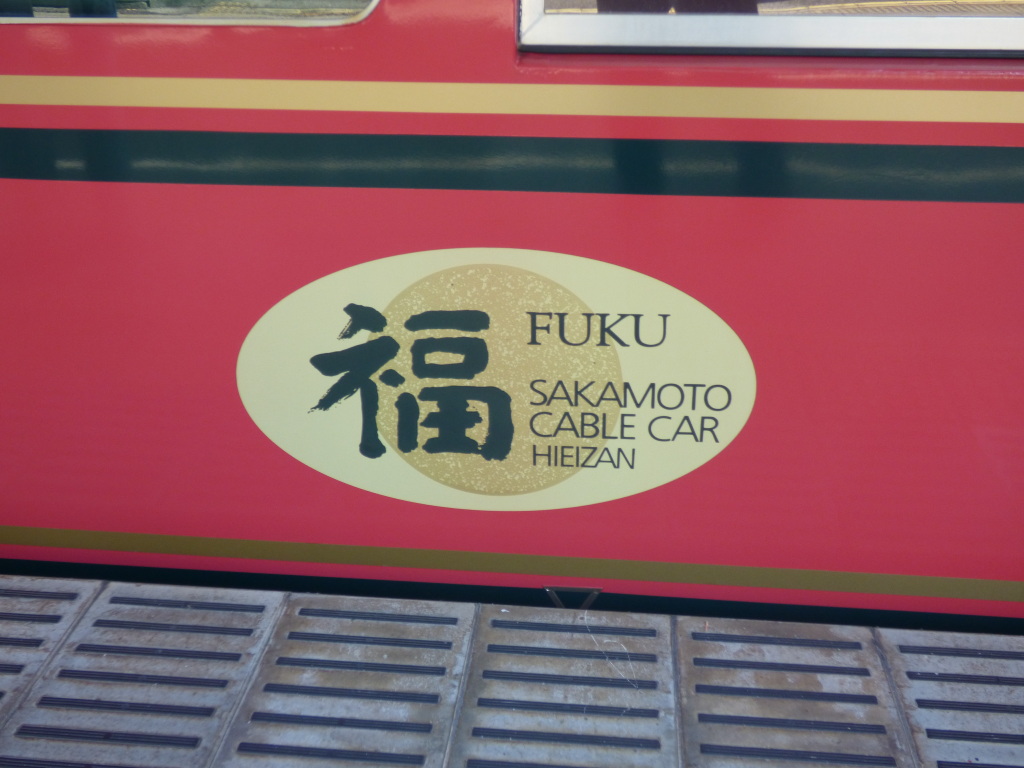 福
FUKU
SAKAMOTO
CABLE CAR
HIEIZAN